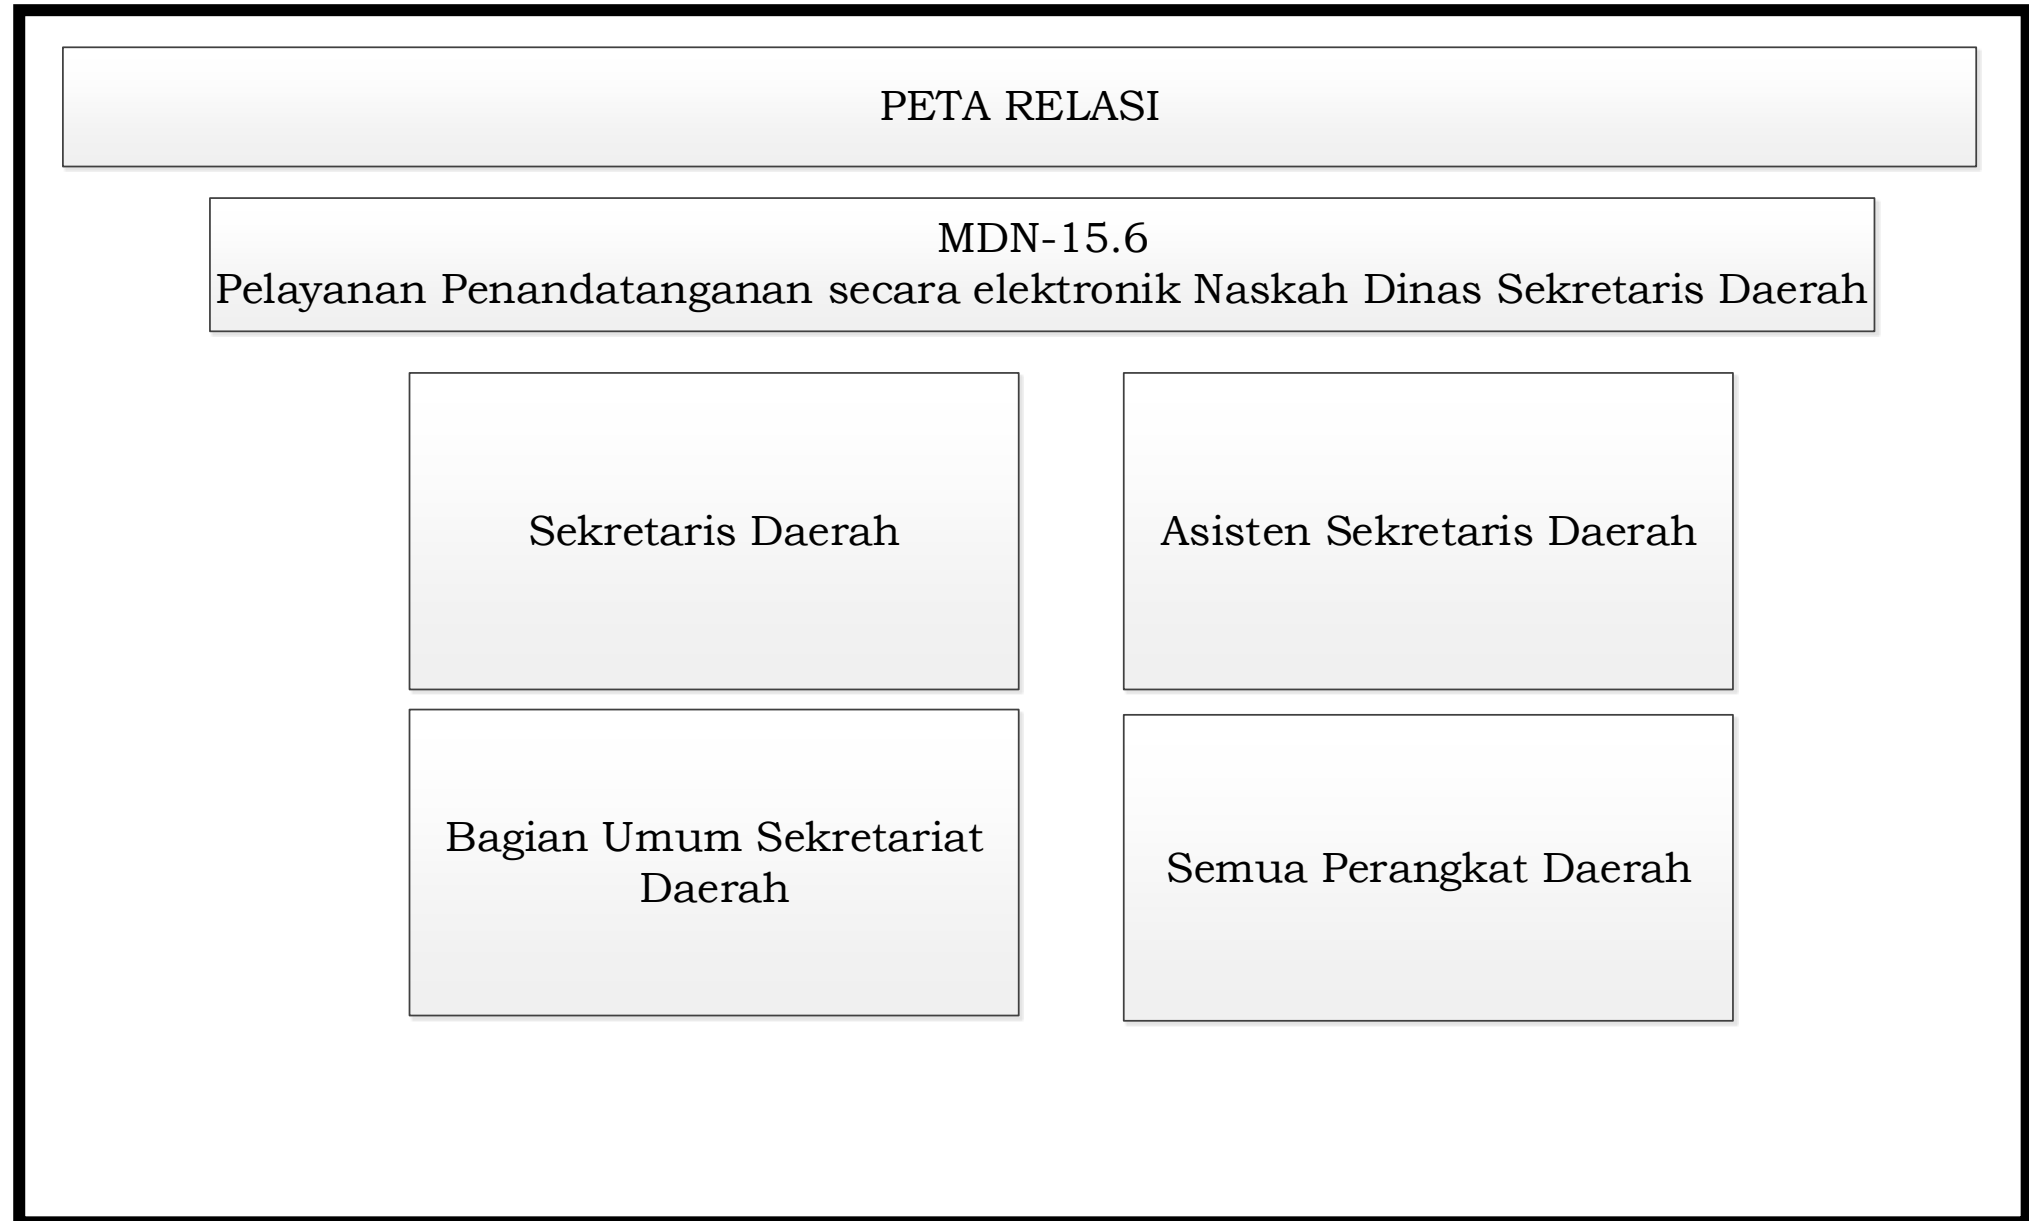 PETA RELASI
MDN-15.6
Pelayanan Penandatanganan secara elektronik Naskah Dinas Sekretaris Daerah
Sekretaris Daerah
Asisten Sekretaris Daerah
Bagian Umum Sekretariat
Daerah
Semua Perangkat Daerah